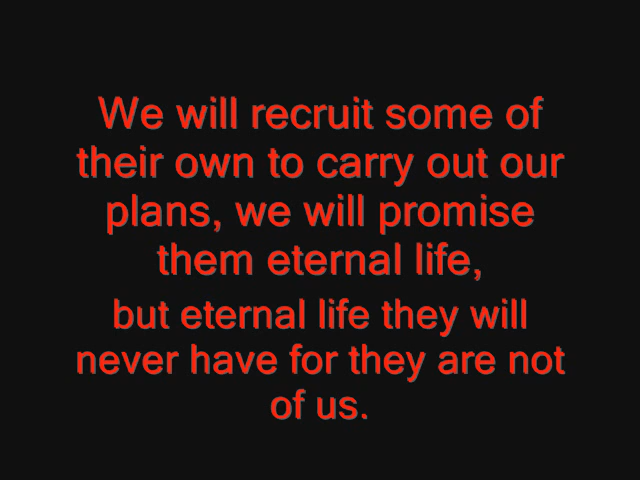 We will recruit some of
their own to carry out our
plans, we will promise
them eternal life,
but eternal life they will
never have for they are not
of us.